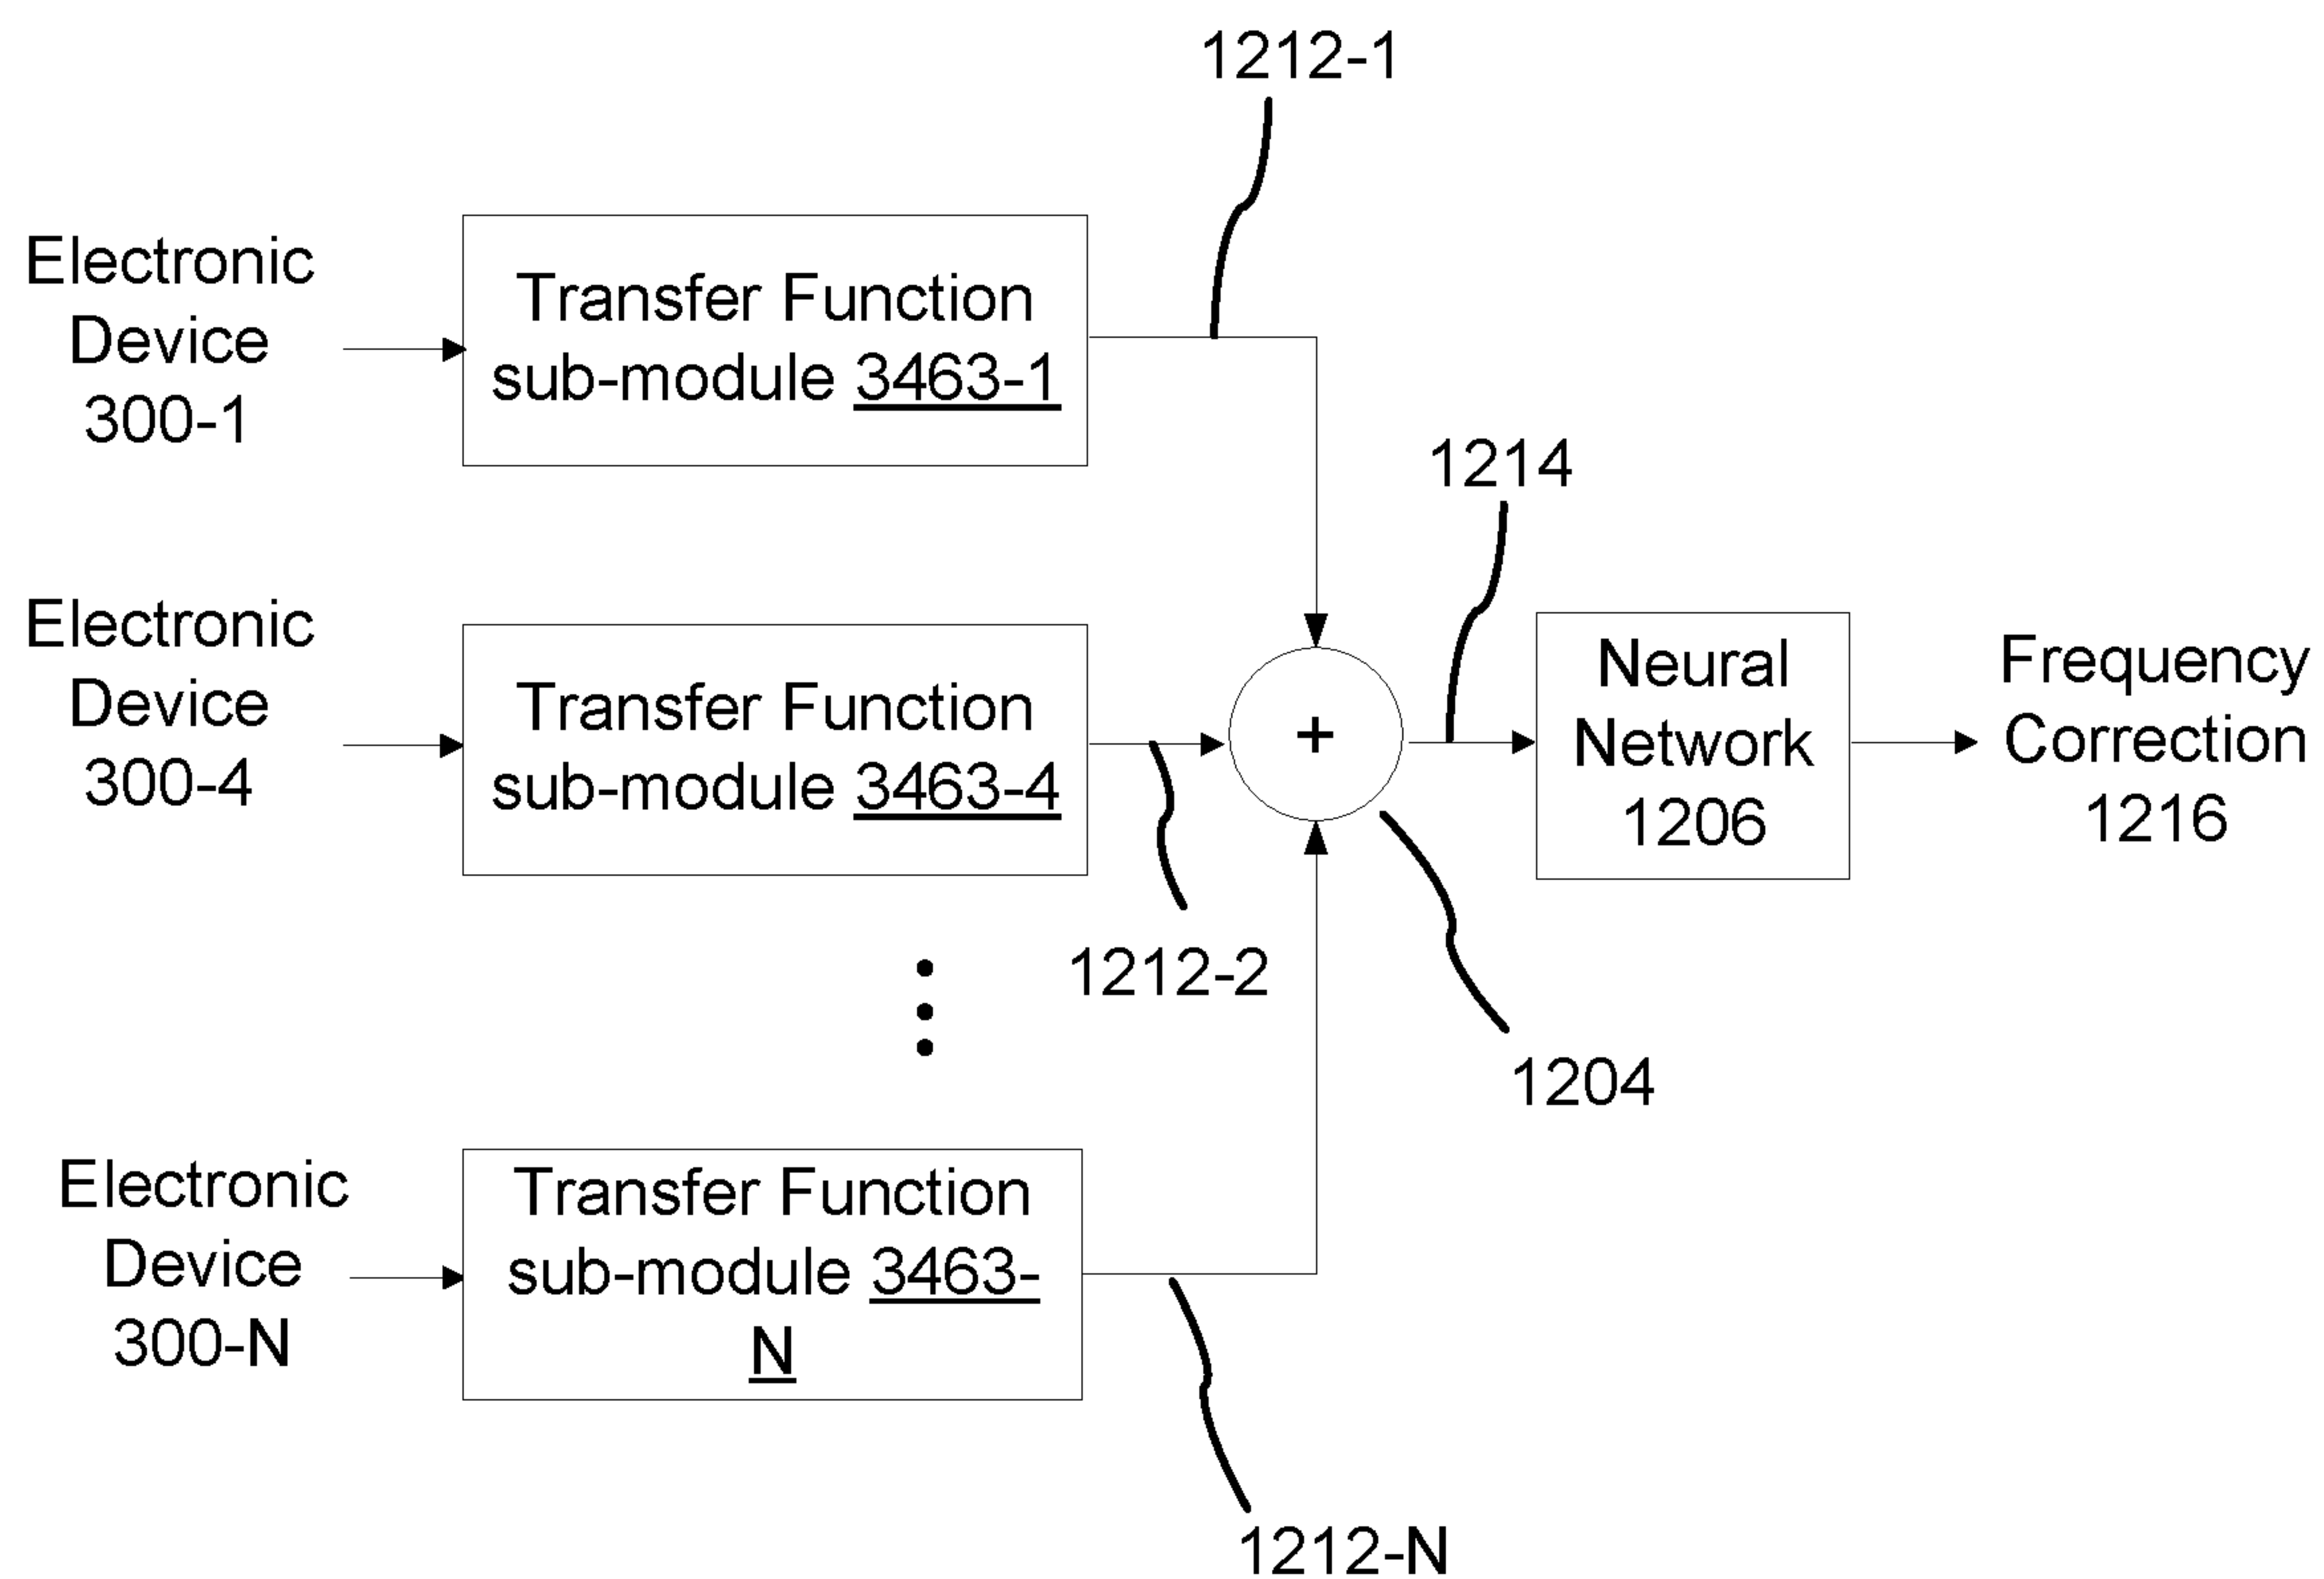 1212-1
Electronic
Device
300-1
Transfer Function
sub-module 3463-1
1214
Electronic
Device
300-4
Transfer Function
sub-module 3463-4
+
Neural
Network
1206
Frequency
Correction
1216
1212-2
1204
Electronic
Device
300-N
Transfer Function
sub-module 3463-
N
1212-N